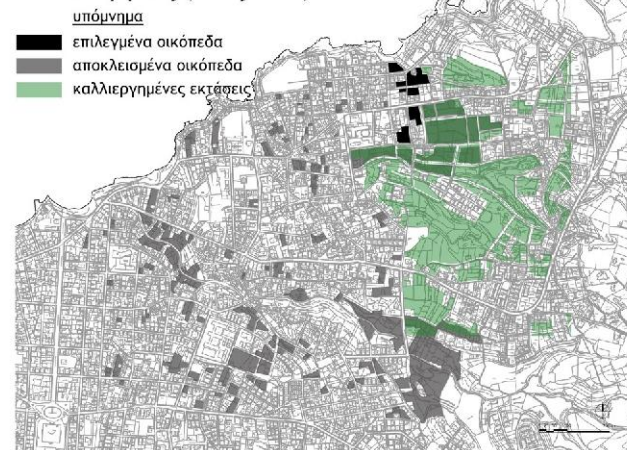 υπόμνημα
επιλεγμένα οικόπεδα
αποκλεισμένα οικόπεδα
καλλιεργημένες εκτάσεις